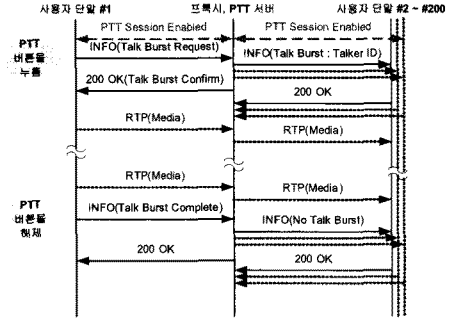 사용자 단말 #1 프록시, PTT 서버 사용자 단말 #2 ~ #200
PTT Session Enabled PTT Session Enabled
PTT
버튼을
누름
INFO(Talk Burst Request)
INFO(Talk Burst : Talker ID)
200 OK(Talk Burst Confirm)
200 OK
RTP(Media)
RTP(Media)
RTP(Media)
RTP(Media)
PTT
버튼을
해제
INFO(Talk Burst Complete)
INFO(No Talk Burst)
200 OK
200 OK